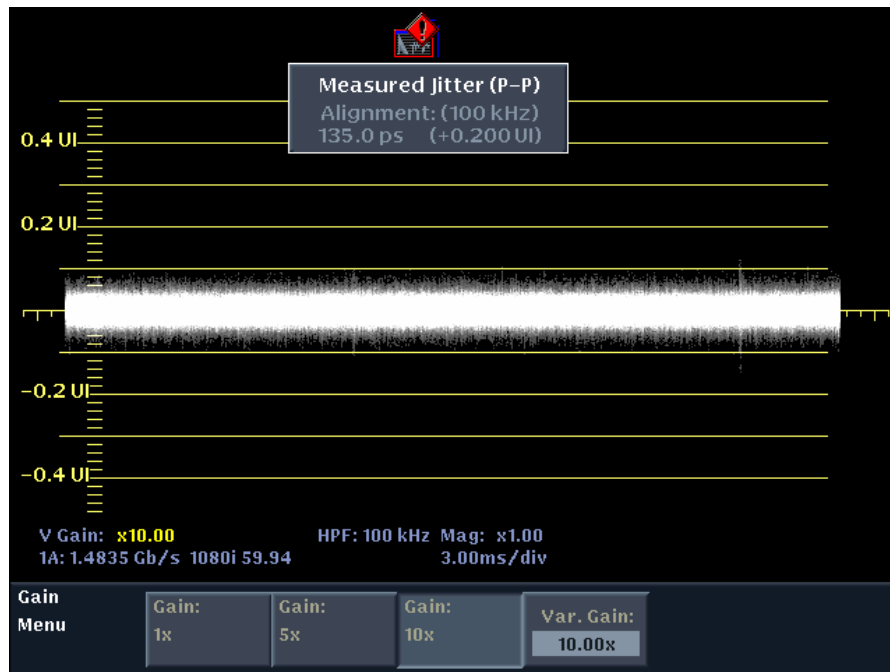 Measured Jitter (P-P)
Alignment: (100 kHz)
135.0 ps (+0.200 UI)
0.4 UI
0.2 UI
-0.2 UI
-0.4 UI
V Gain: x10.00 HPF: 100 kHz Mag: x1.00
1A: 1.4835 Gb/s 1080i 59.94 3.00ms/div
Gain Menu
Gain: 1x
Gain: 5x
Gain: 10x
Var. Gain: 10.00x